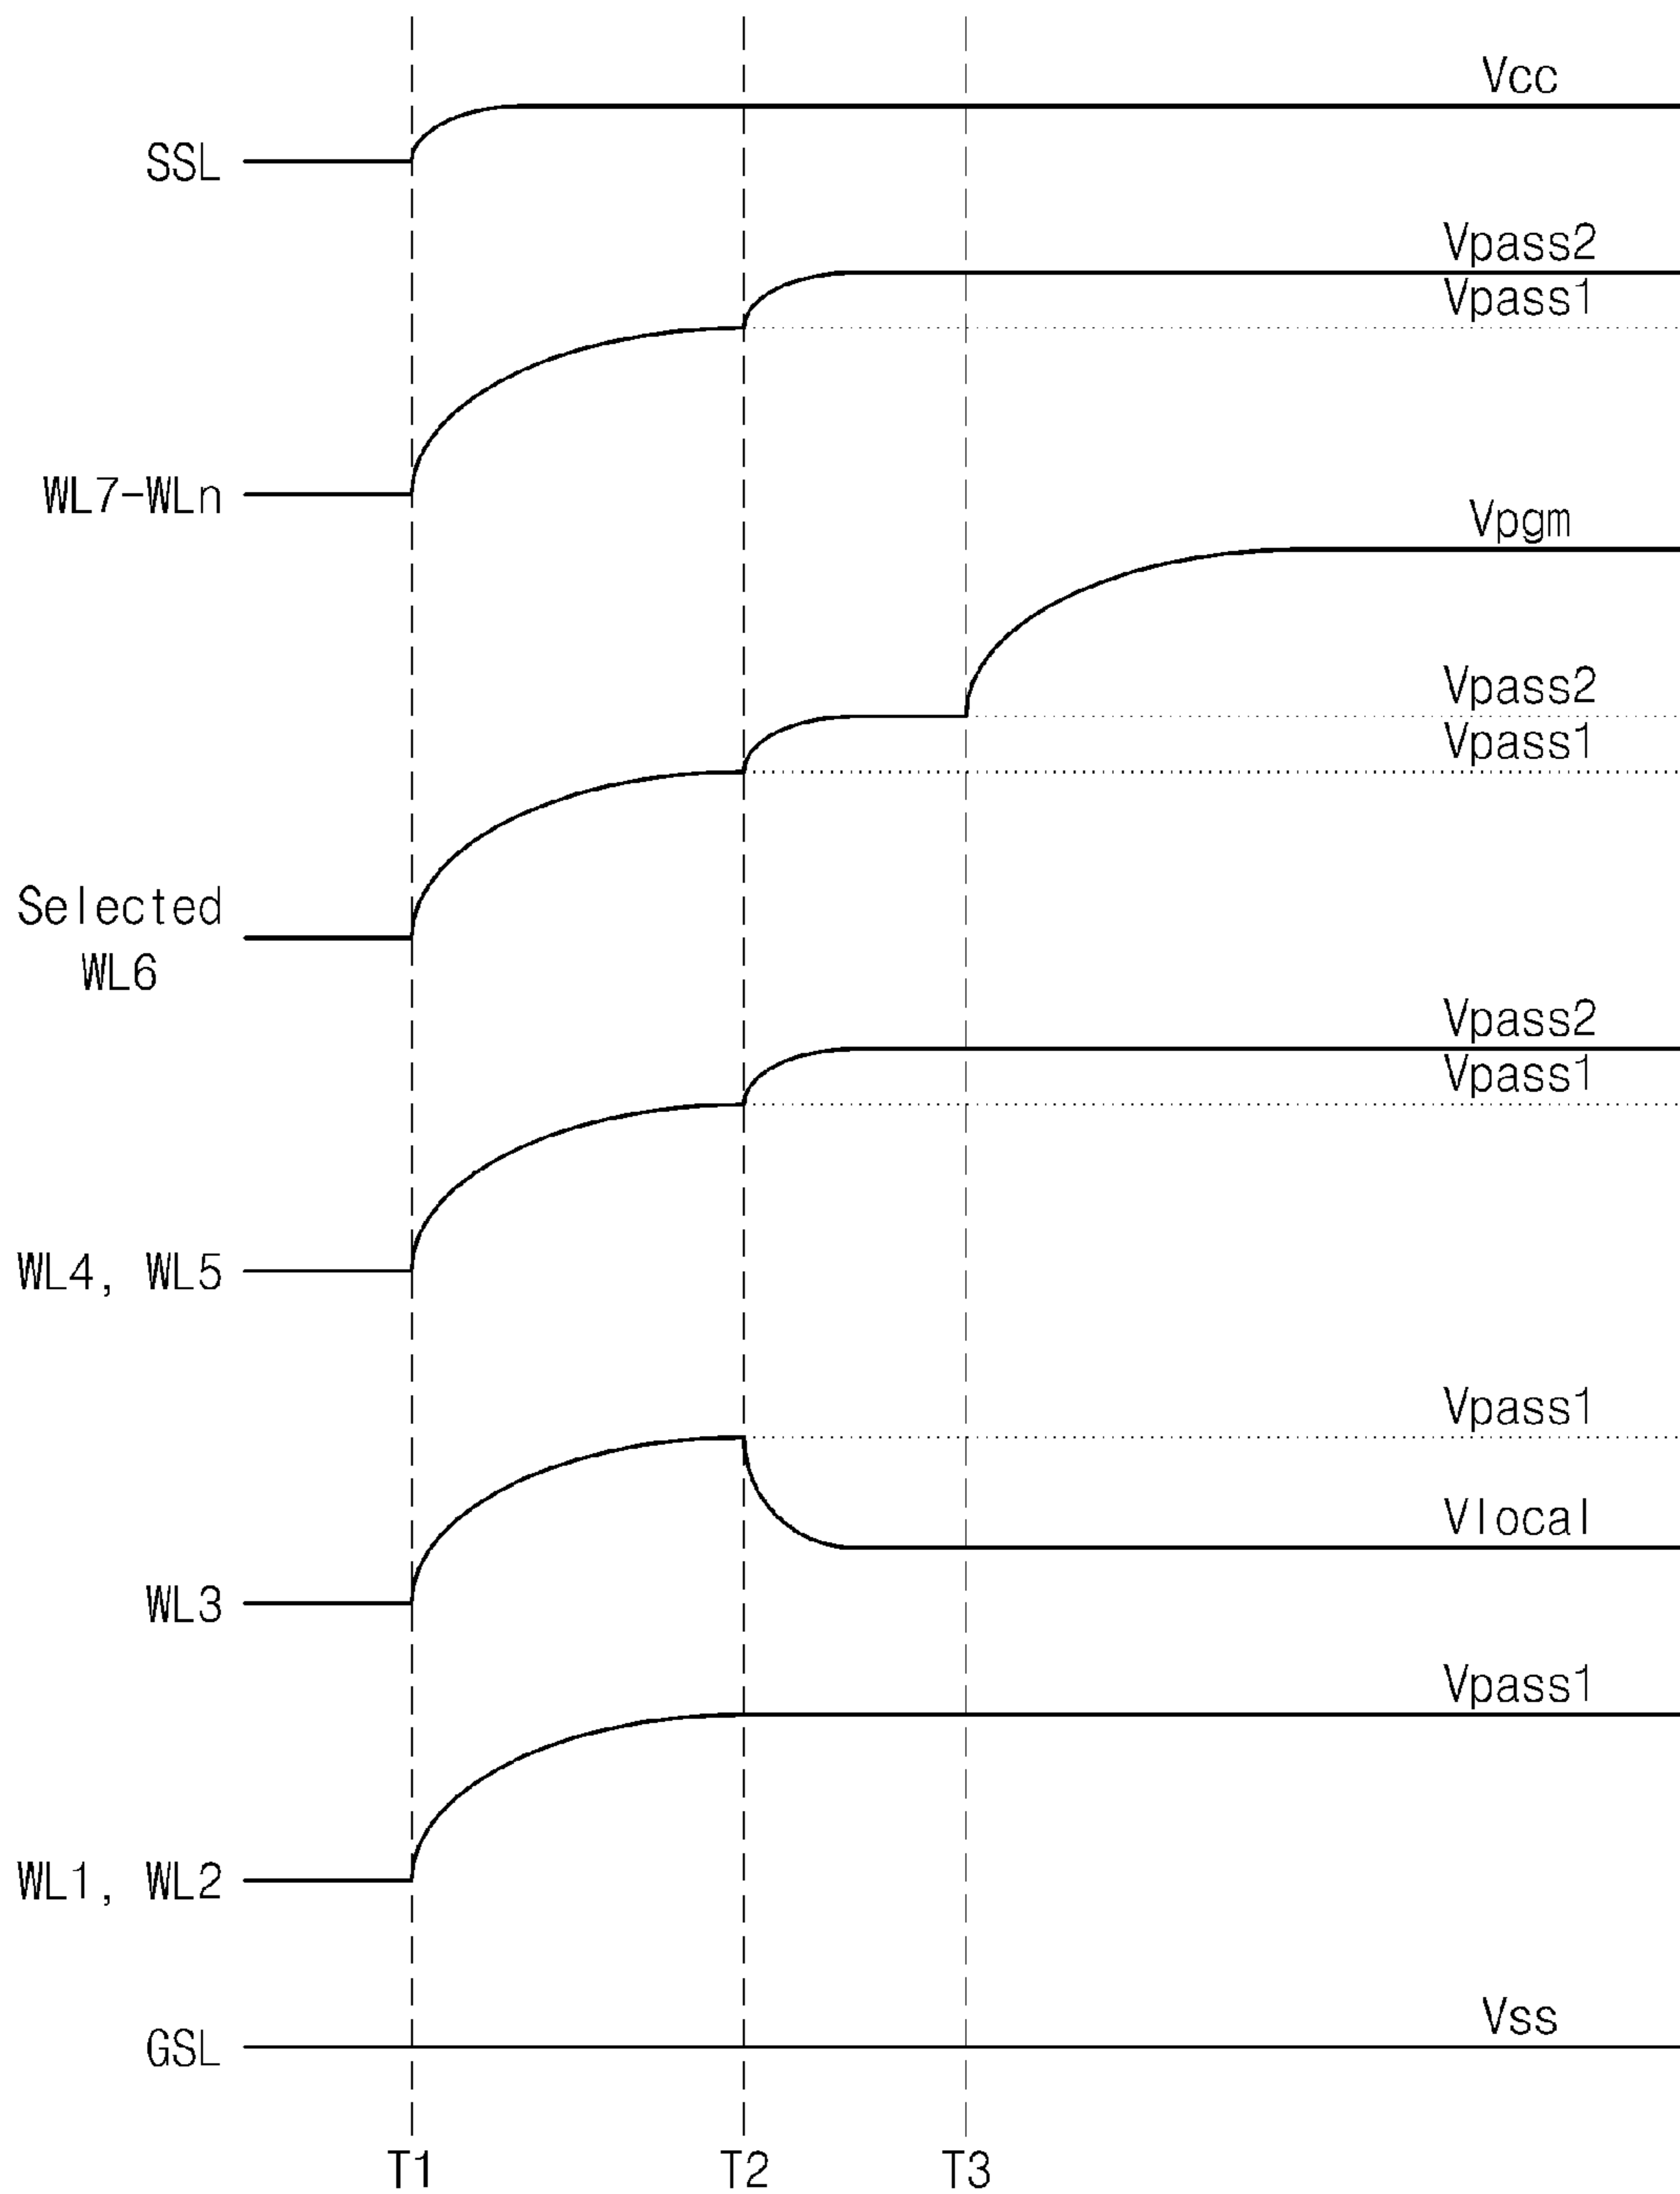 Vcc
SSL
Vpass2
Vpass1
WL7-WLn
Vpgm
Vpass2
Vpass1
Selected
WL6
Vpass2
Vpass1
WL4, WL5
Vpass1
Vlocal
WL3
Vpass1
WL1, WL2
Vss
GSL
T1 T2 T3